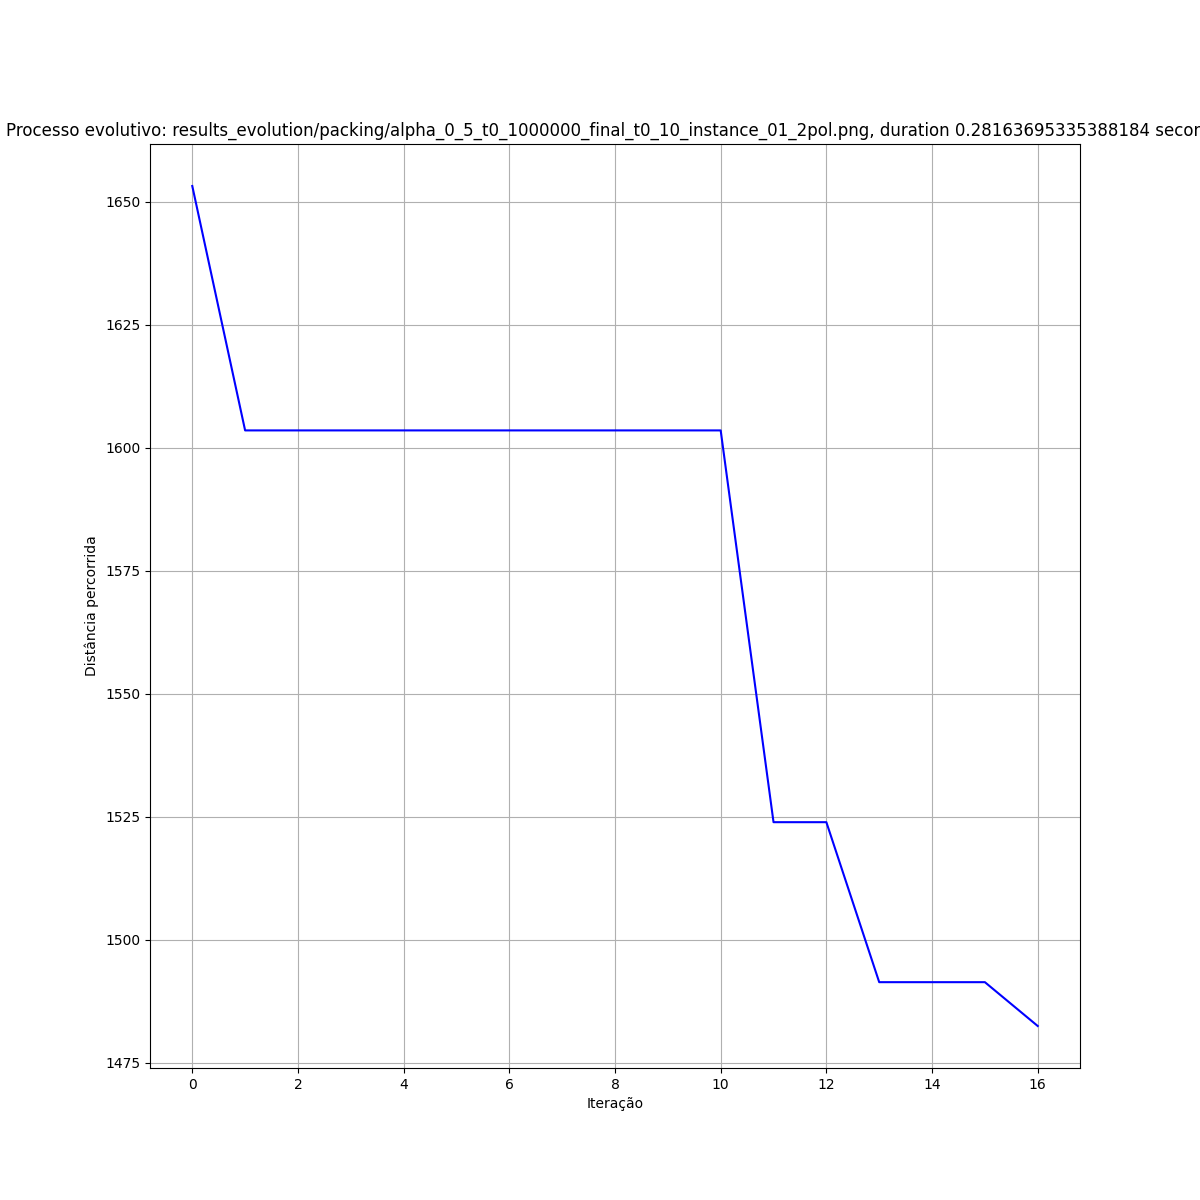 Processo evolutivo: results_evolution/packing/alpha_0_5_t0_1000000_final_t0_10_instance_01_2pol.png, duration 0.28163695335388184 secor
1650
1625
1600
1575
1550
1525
1500
1475
Distância percorrida
0 2 4 6 8 10 12 14 16
Iteração